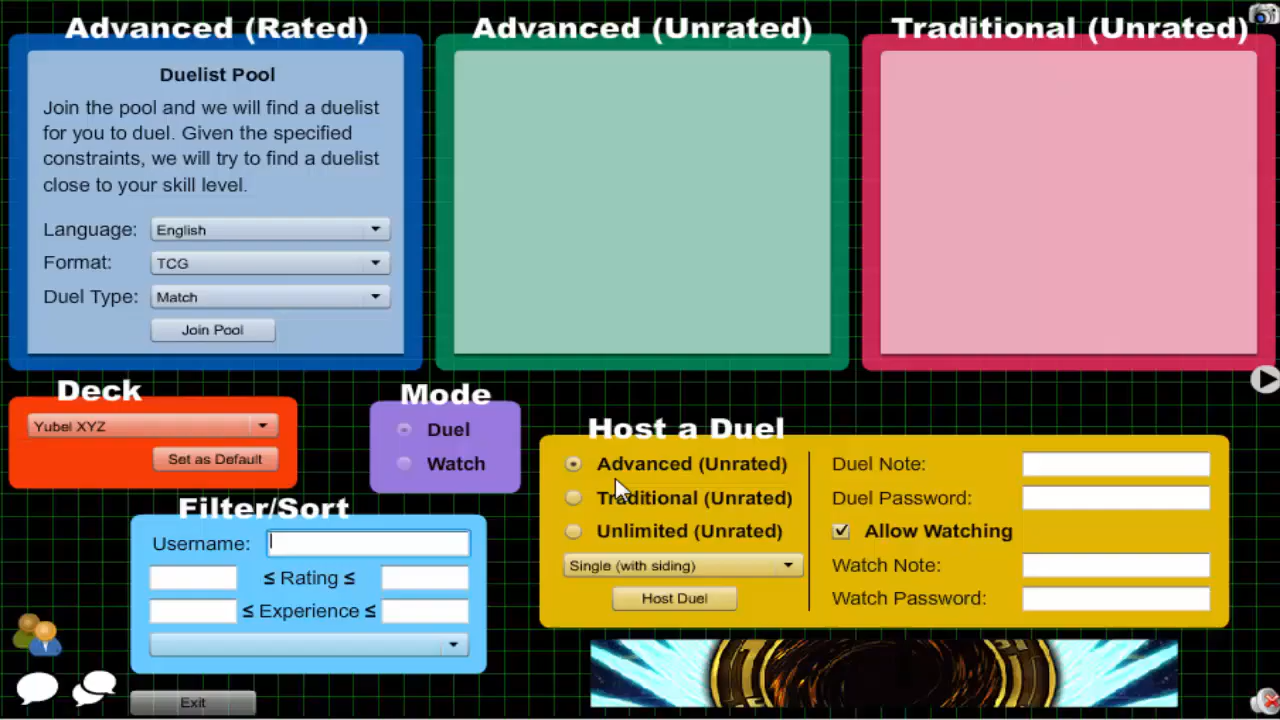 Advanced (Rated)
Duelist Pool
Join the pool and we will find a duelist
for you to duel. Given the specified
constraints, we will try to find a duelist
close to your skill level.
Language: English
Format: TCG
Duel Type: Match
Join Pool
Advanced (Unrated)
Traditional (Unrated)
Deck
Yubel XYZ
Set as Default
Mode
Duel
Watch
Filter/Sort
Username:
≤ Rating ≤
≤ Experience ≤
Host a Duel
Advanced (Unrated)
Traditional (Unrated)
Unlimited (Unrated)
Single (with siding)
Host Duel
Duel Note:
Duel Password:
Allow Watching
Watch Note:
Watch Password:
Exit